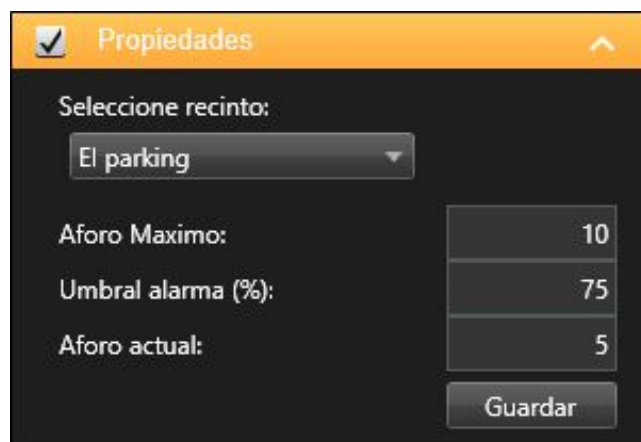 Propiedades
Seleccione recinto:
El parking
Aforo Maximo: 10
Umbral alarma (%): 75
Aforo actual: 5
Guardar